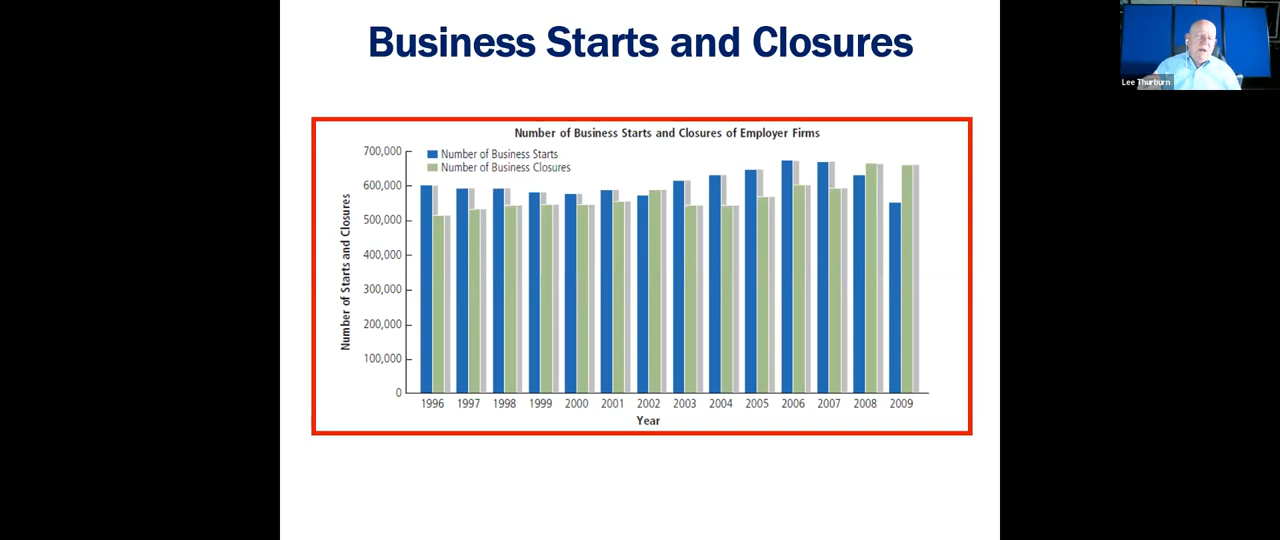 Business Starts and Closures
Lee Thurburn
Number of Business Starts and Closures of Employer Firms
Number of Business Starts
Number of Business Closures
Number of Starts and Closures
700,000
600,000
500,000
400,000
300,000
200,000
100,000
0
1996 1997 1998 1999 2000 2001 2002 2003 2004 2005 2006 2007 2008 2009
Year